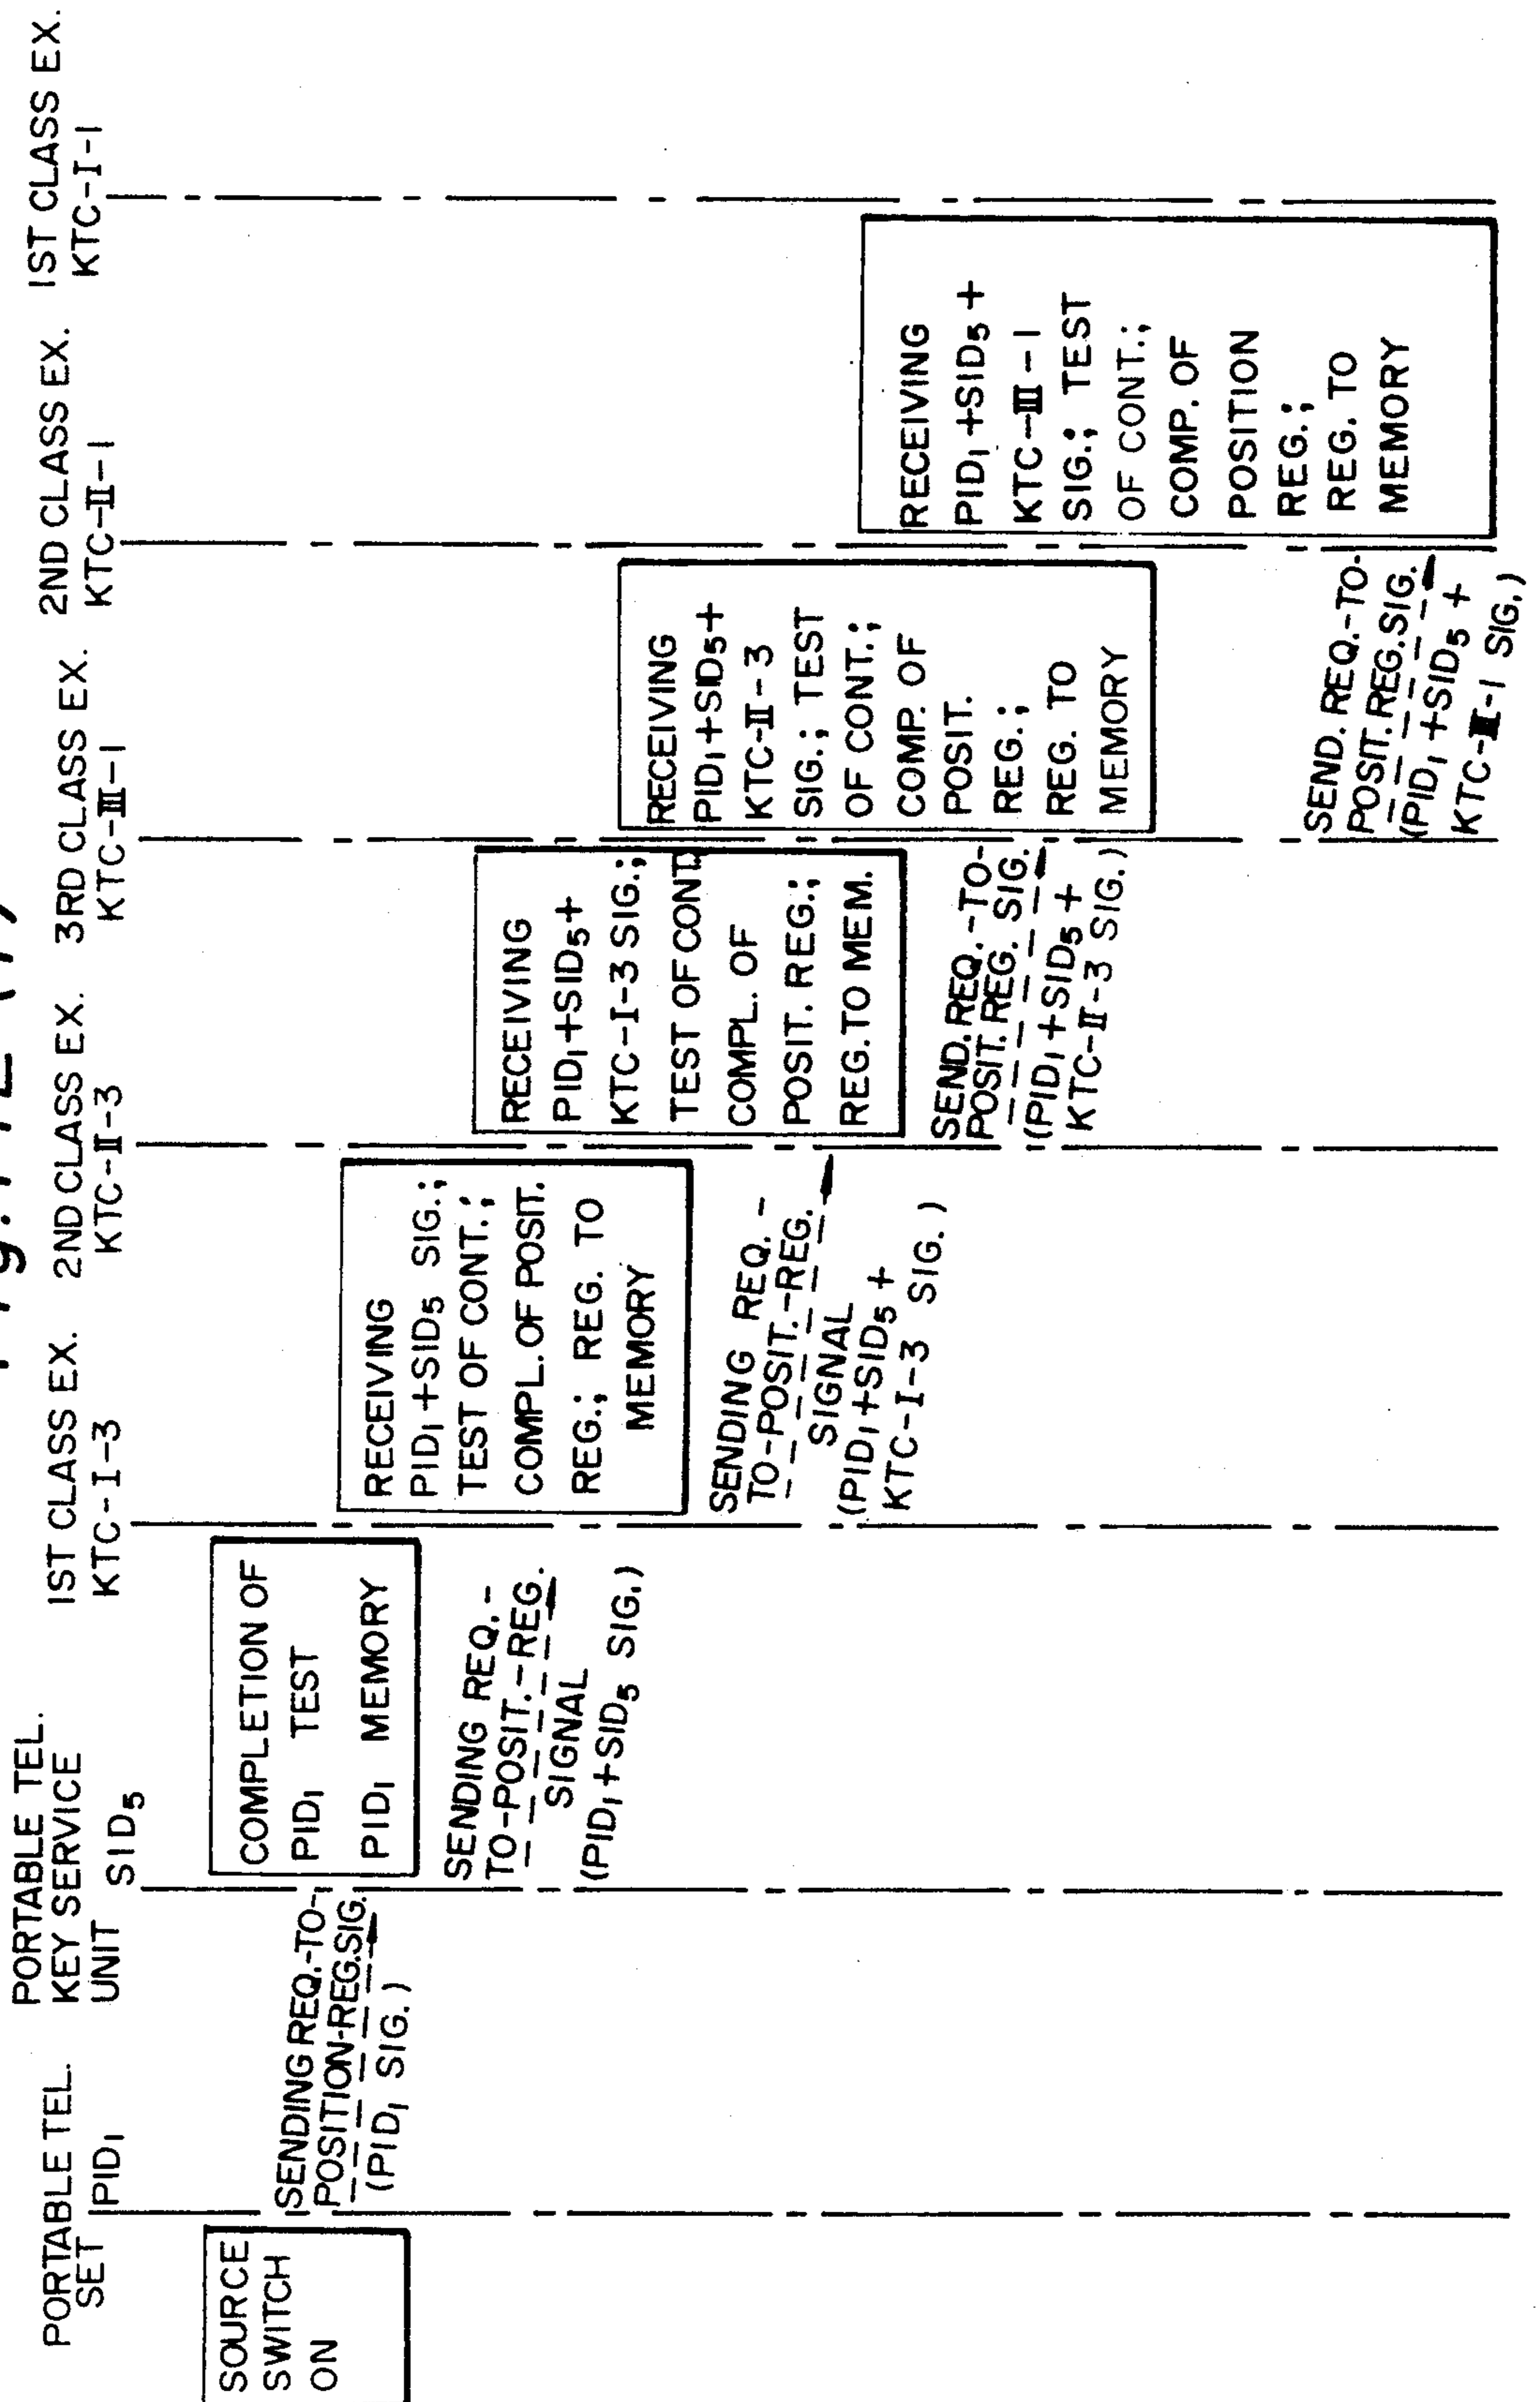 PORTABLE TEL.
SET
PID₁
PORTABLE TEL.
KEY SERVICE
UNIT SID₅
1ST CLASS EX.
KTC-I-3
2ND CLASS EX.
KTC-II-3
3RD CLASS EX.
KTC-III-1
2ND CLASS EX.
KTC-II-1
1ST CLASS EX.
KTC-I-1
SOURCE
SWITCH
ON
SENDING REQ.-TO-
POSITION-REG.SIG.
(PID₁ SIG.)
COMPLETION OF
PID₁ TEST
PID₁ MEMORY
SENDING REQ.-
TO-POSIT.-REG.
SIGNAL
(PID₁+SID₅ SIG.)
RECEIVING
PID₁+SID₅ SIG.;
TEST OF CONT.;
COMPL. OF POSIT.
REG.; REG. TO
MEMORY
SENDING REQ.-
TO-POSIT.-REG.
SIGNAL
(PID₁+SID₅+
KTC-I-3 SIG.)
RECEIVING
PID₁+SID₅+
KTC-I-3 SIG.;
TEST OF CONT.
COMPL. OF
POSIT. REG.;
REG. TO MEM.
SEND. REQ.-TO-
POSIT. REG. SIG.
(PID₁+SID₅+
KTC-II-3 SIG.)
RECEIVING
PID₁+SID₅+
KTC-II-3
SIG.; TEST
OF CONT.;
COMP. OF
POSIT.
REG.;
REG. TO
MEMORY
SEND. REQ.-TO-
POSIT. REG. SIG.
(PID₁+SID₅+
KTC-III-1 SIG.)
RECEIVING
PID₁+SID₅+
KTC-III-1
SIG.; TEST
OF CONT.;
COMP. OF
POSITION
REG.;
REG. TO
MEMORY